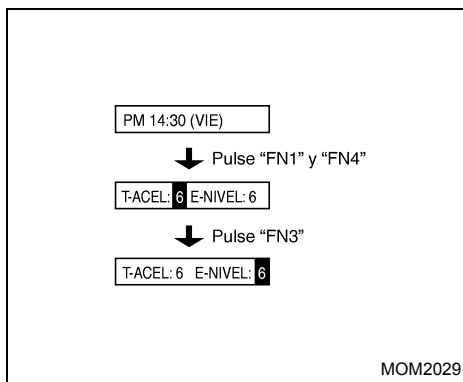 PM 14:30 (VIE)
Pulse “FN1” y “FN4”
T-ACEL: 6 E-NIVEL: 6
Pulse “FN3”
T-ACEL: 6 E-NIVEL: 6
MOM2029